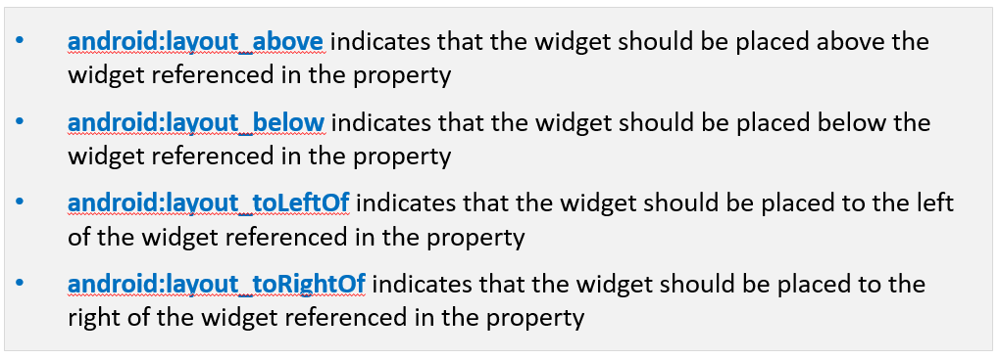 • android:layout_above indicates that the widget should be placed above the
widget referenced in the property
• android:layout_below indicates that the widget should be placed below the
widget referenced in the property
• android:layout_toLeftOf indicates that the widget should be placed to the left
of the widget referenced in the property
• android:layout_toRightOf indicates that the widget should be placed to the
right of the widget referenced in the property